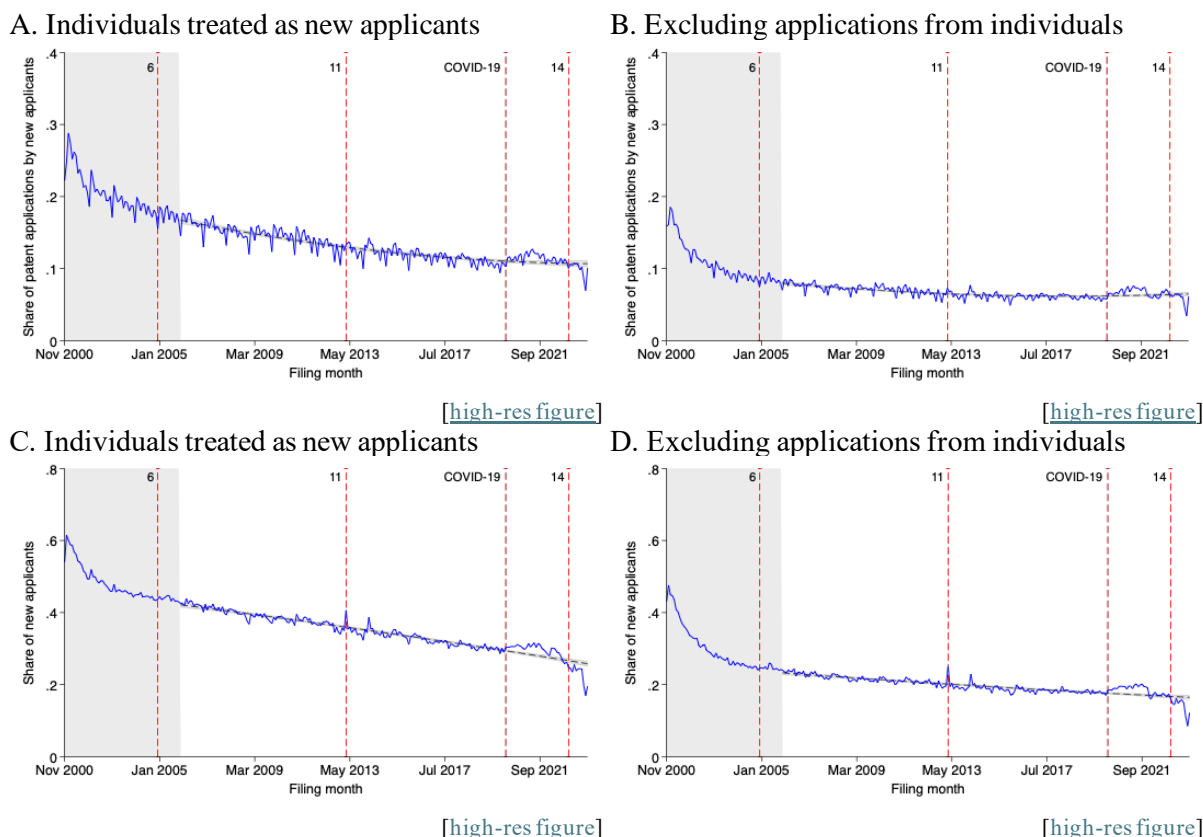 A. Individuals treated as new applicants
.4
.3
.2
.1
0
Share of patent applications by new applicants
6
11
COVID-19
14
Nov 2000
Jan 2005
Mar 2009
May 2013
Jul 2017
Sep 2021
Filing month
[high-res figure]
B. Excluding applications from individuals
.4
.3
.2
.1
0
Share of patent applications by new applicants
6
11
COVID-19
14
Nov 2000
Jan 2005
Mar 2009
May 2013
Jul 2017
Sep 2021
Filing month
[high-res figure]
C. Individuals treated as new applicants
.8
.6
.4
.2
0
Share of new applicants
6
11
COVID-19
14
Nov 2000
Jan 2005
Mar 2009
May 2013
Jul 2017
Sep 2021
Filing month
[high-res figure]
D. Excluding applications from individuals
.8
.6
.4
.2
0
Share of new applicants
6
11
COVID-19
14
Nov 2000
Jan 2005
Mar 2009
May 2013
Jul 2017
Sep 2021
Filing month
[high-res figure]